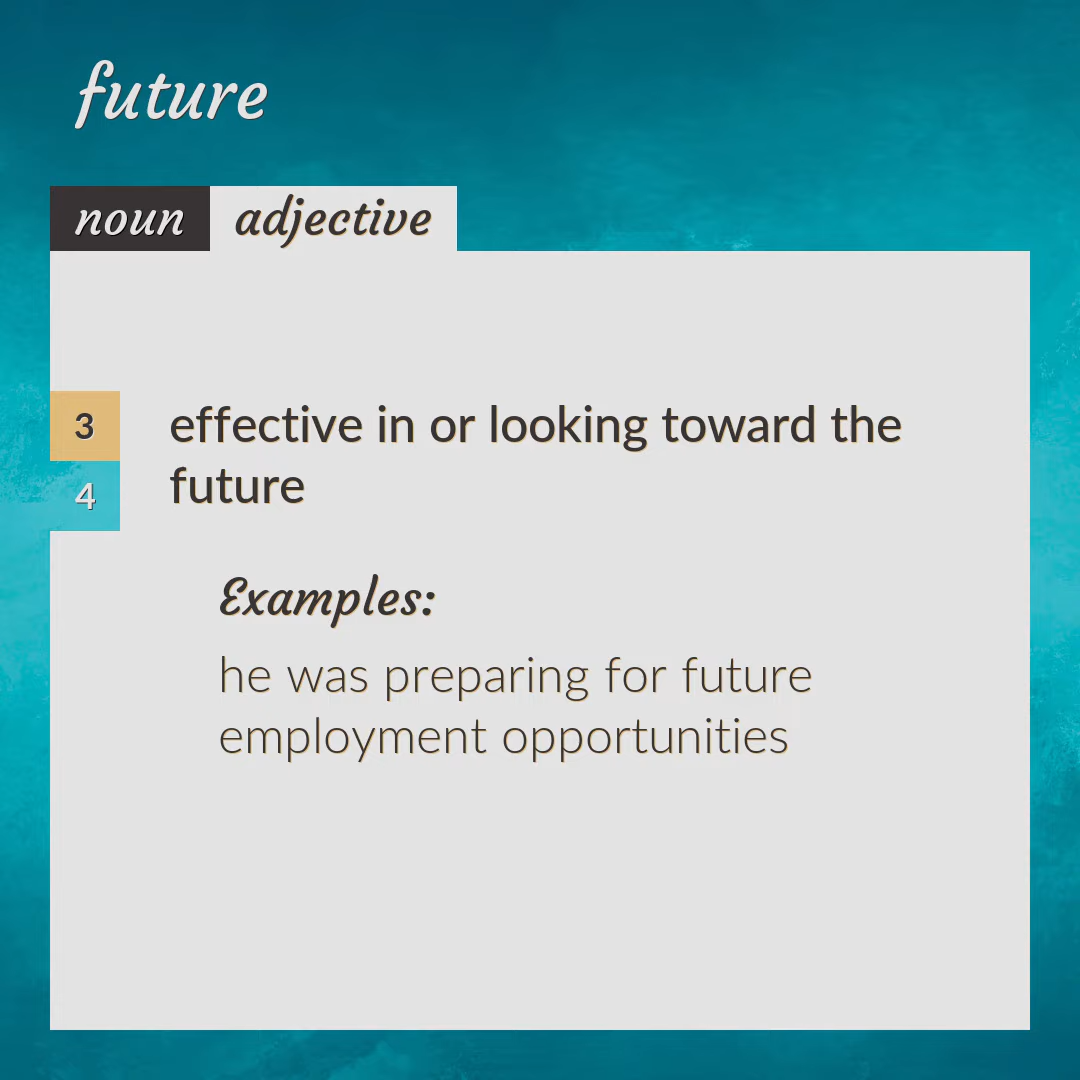 future
noun adjective
3 effective in or looking toward the
4 future
Examples:
he was preparing for future
employment opportunities